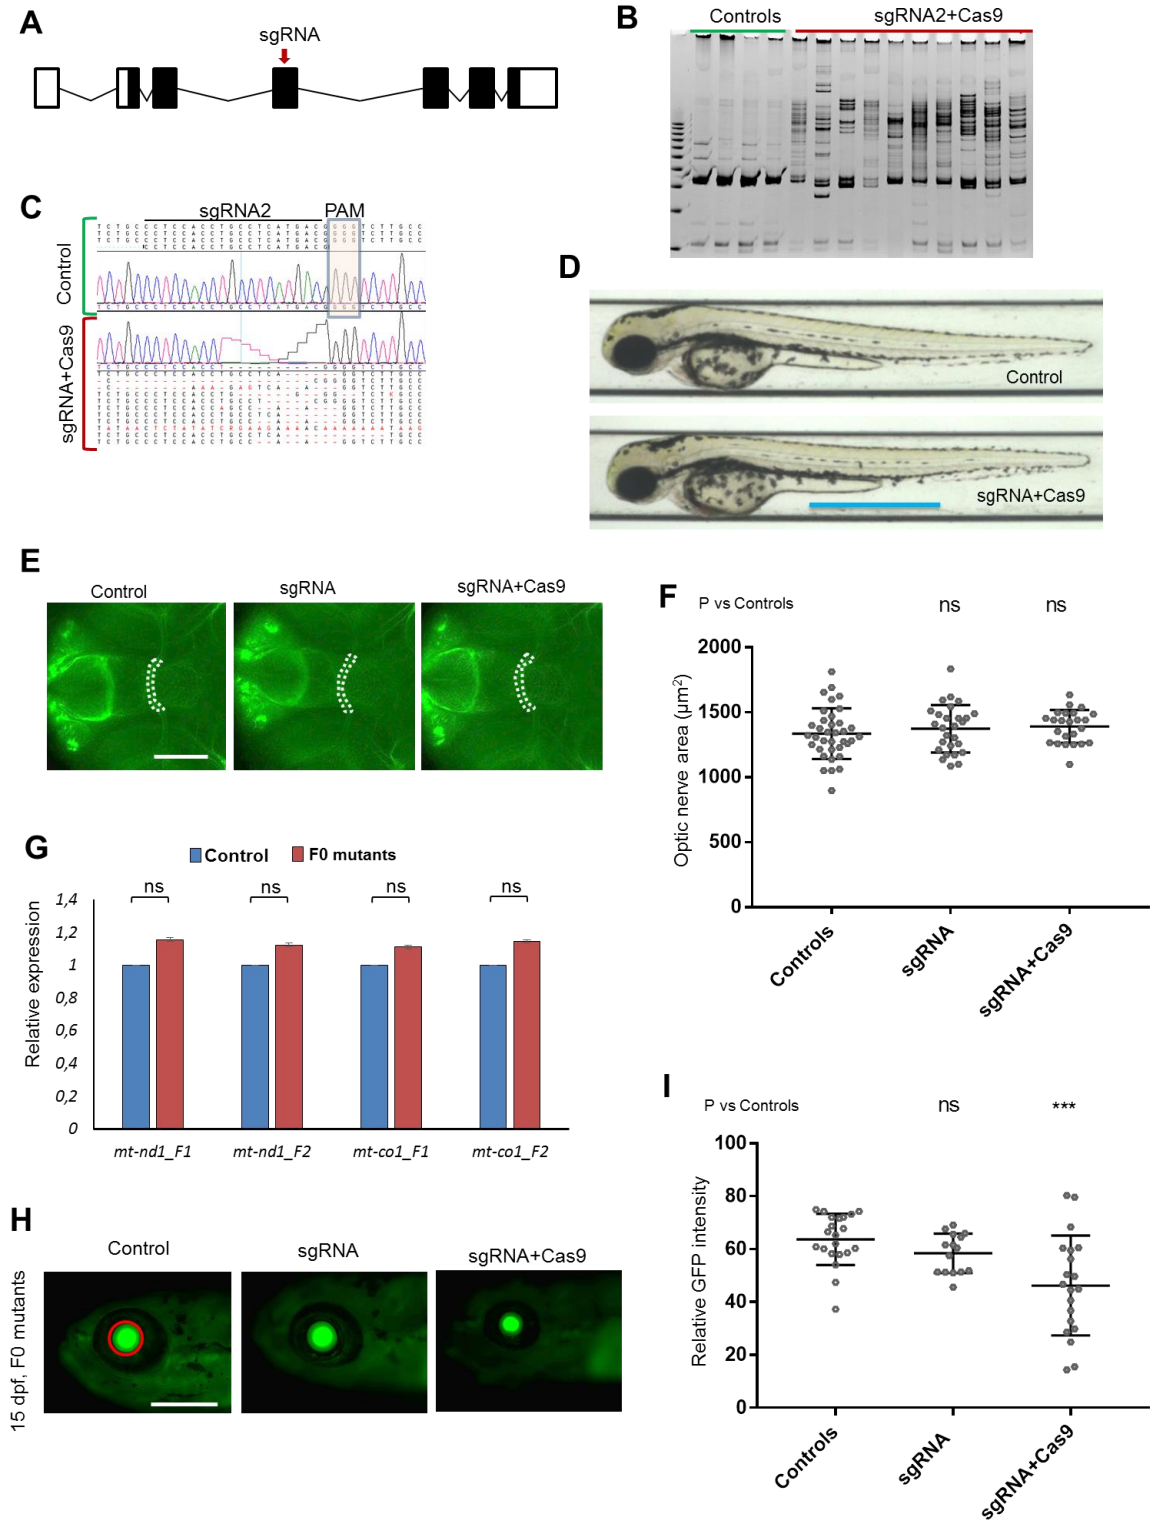 A
sgRNA
B
Controls
sgRNA2+Cas9
C
sgRNA2
PAM
Control
sgRNA+Cas9
D
Control
sgRNA+Cas9
E
Control
sgRNA
sgRNA+Cas9
F
P vs Controls
ns
ns
2000
1500
1000
500
0
Optic nerve area (µm²)
Controls
sgRNA
sgRNA+Cas9
G
Control
F0 mutants
ns
ns
ns
ns
1,4
1,2
1
0,8
0,6
0,4
0,2
0
Relative expression
mt-nd1_F1
mt-nd1_F2
mt-co1_F1
mt-co1_F2
H
Control
sgRNA
sgRNA+Cas9
15 dpf, F0 mutants
I
P vs Controls
ns
***
100
80
60
40
20
0
Relative GFP intensity
Controls
sgRNA
sgRNA+Cas9